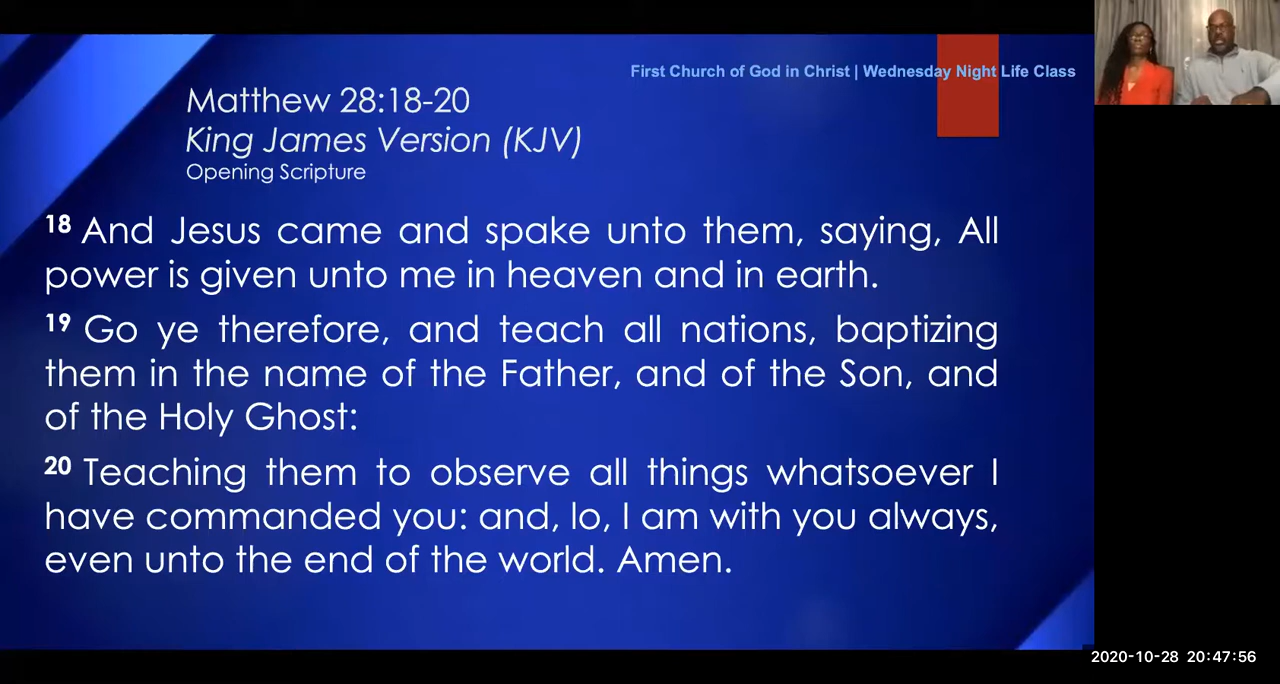 First Church of God in Christ | Wednesday Night Life Class
Matthew 28:18-20
King James Version (KJV)
Opening Scripture
18 And Jesus came and spake unto them, saying, All
power is given unto me in heaven and in earth.
19 Go ye therefore, and teach all nations, baptizing
them in the name of the Father, and of the Son, and
of the Holy Ghost:
20 Teaching them to observe all things whatsoever I
have commanded you: and, lo, I am with you always,
even unto the end of the world. Amen.
2020-10-28 20:47:56